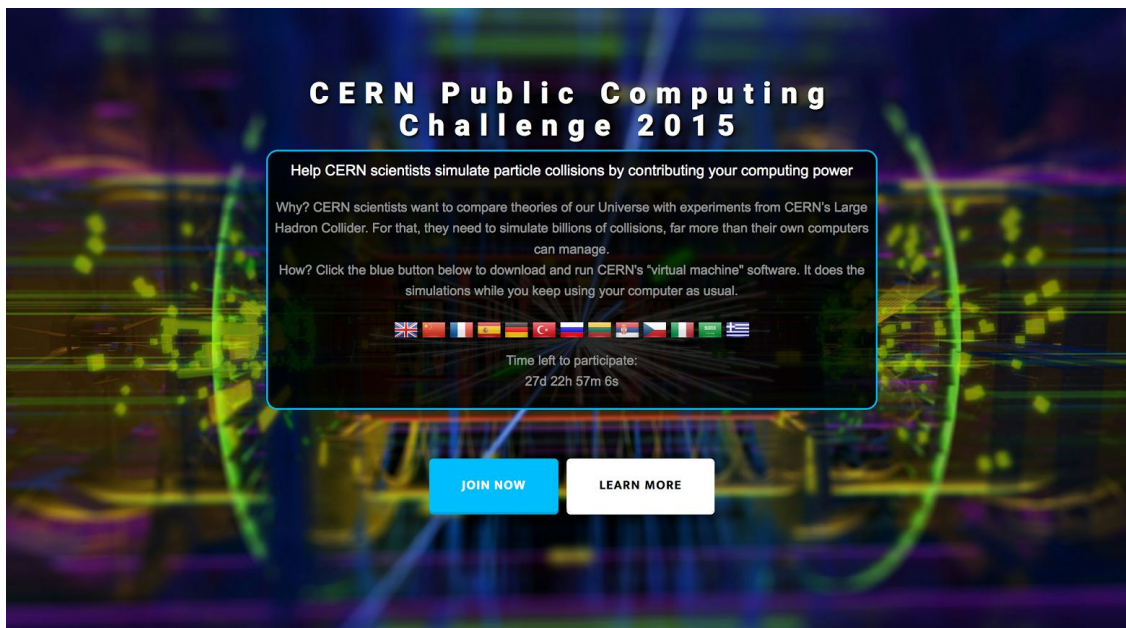 CERN Public Computing
Challenge 2015
Help CERN scientists simulate particle collisions by contributing your computing power
Why? CERN scientists want to compare theories of our Universe with experiments from CERN's Large
Hadron Collider. For that, they need to simulate billions of collisions, far more than their own computers
can manage.
How? Click the blue button below to download and run CERN's "virtual machine" software. It does the
simulations while you keep using your computer as usual.
Time left to participate:
27d 22h 57m 6s
JOIN NOW LEARN MORE